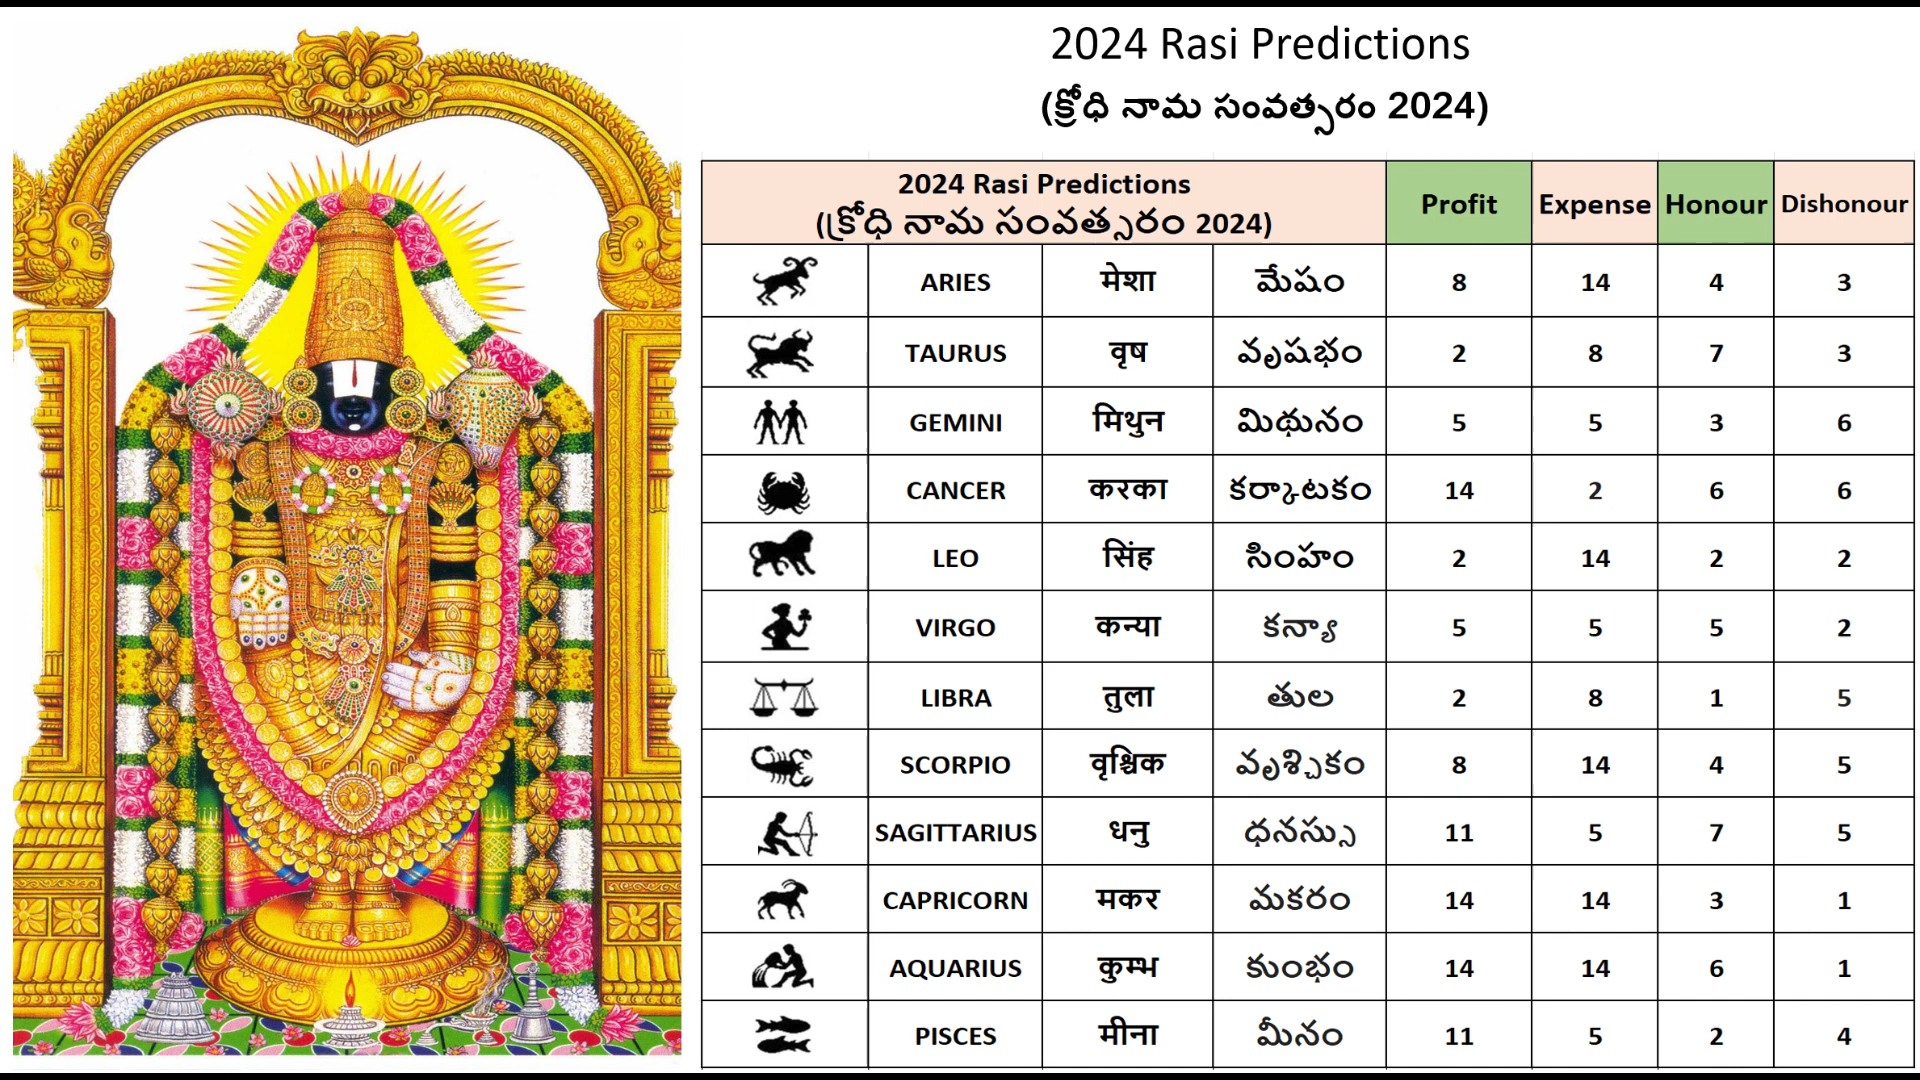 2024 Rasi Predictions
(క్రోధి నామ సంవత్సరం 2024)
2024 Rasi Predictions Profit Expense Honour Dishonour
((క్రోధి నామ సంవత్సరం 2024)
ARIES मेशा మేషం 8 14 4 3
TAURUS वृष వృషభం 2 8 7 3
GEMINI मिथुन మిథునం 5 5 3 6
CANCER करका కర్కాటకం 14 2 6 6
LEO सिंह సింహం 2 14 2 2
VIRGO कन्या కన్యా 5 5 5 2
LIBRA तुला తుల 2 8 1 5
SCORPIO वृश्चिक వృశ్చికం 8 14 4 5
SAGITTARIUS धनु ధనస్సు 11 5 7 5
CAPRICORN मकर మకరం 14 14 3 1
AQUARIUS कुम्भ కుంభం 14 14 6 1
PISCES मीना మీనం 11 5 2 4